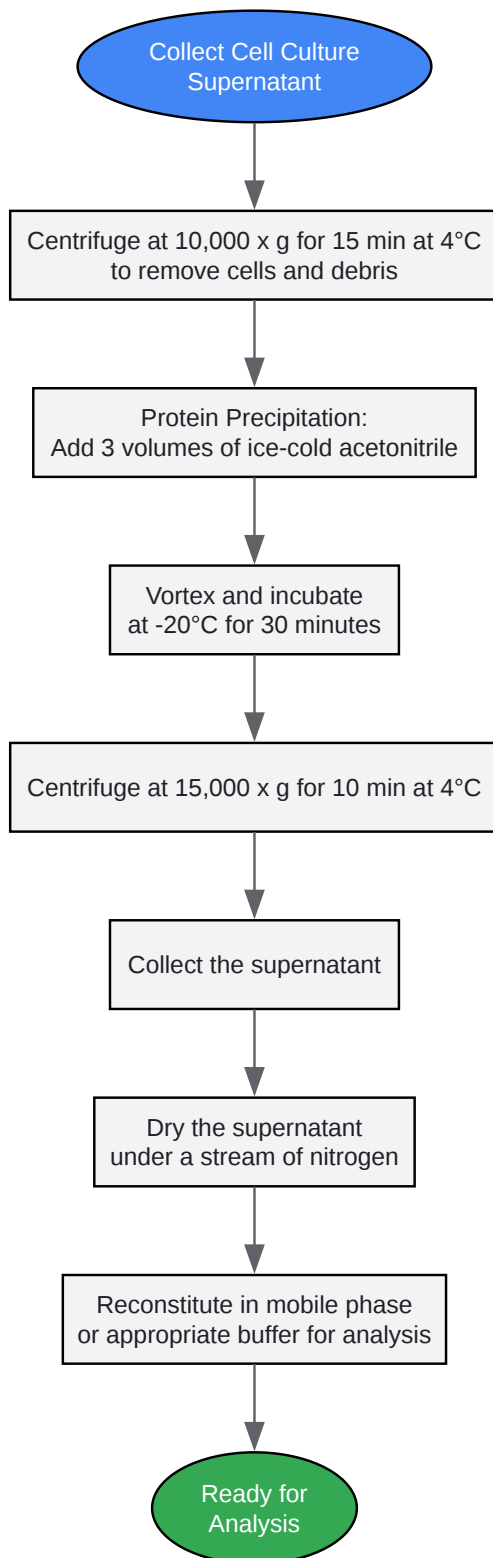 Collect Cell Culture
Supernatant
Centrifuge at 10,000 x g for 15 min at 4°C
to remove cells and debris
Protein Precipitation:
Add 3 volumes of ice-cold acetonitrile
Vortex and incubate
at -20°C for 30 minutes
Centrifuge at 15,000 x g for 10 min at 4°C
Collect the supernatant
Dry the supernatant
under a stream of nitrogen
Reconstitute in mobile phase
or appropriate buffer for analysis
Ready for
Analysis